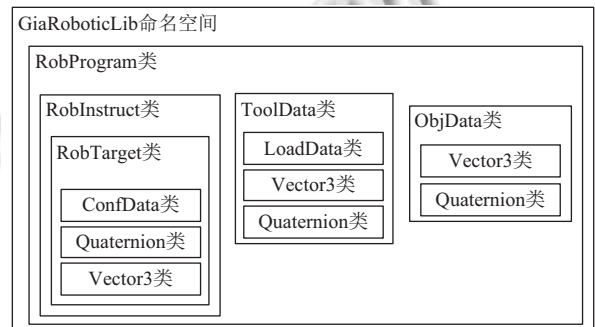 GiaRoboticLib命名空间
RobProgram类
RobInstruct类
RobTarget类
ConfData类
Quaternion类
Vector3类
ToolData类
LoadData类
Vector3类
Quaternion类
ObjData类
Vector3类
Quaternion类